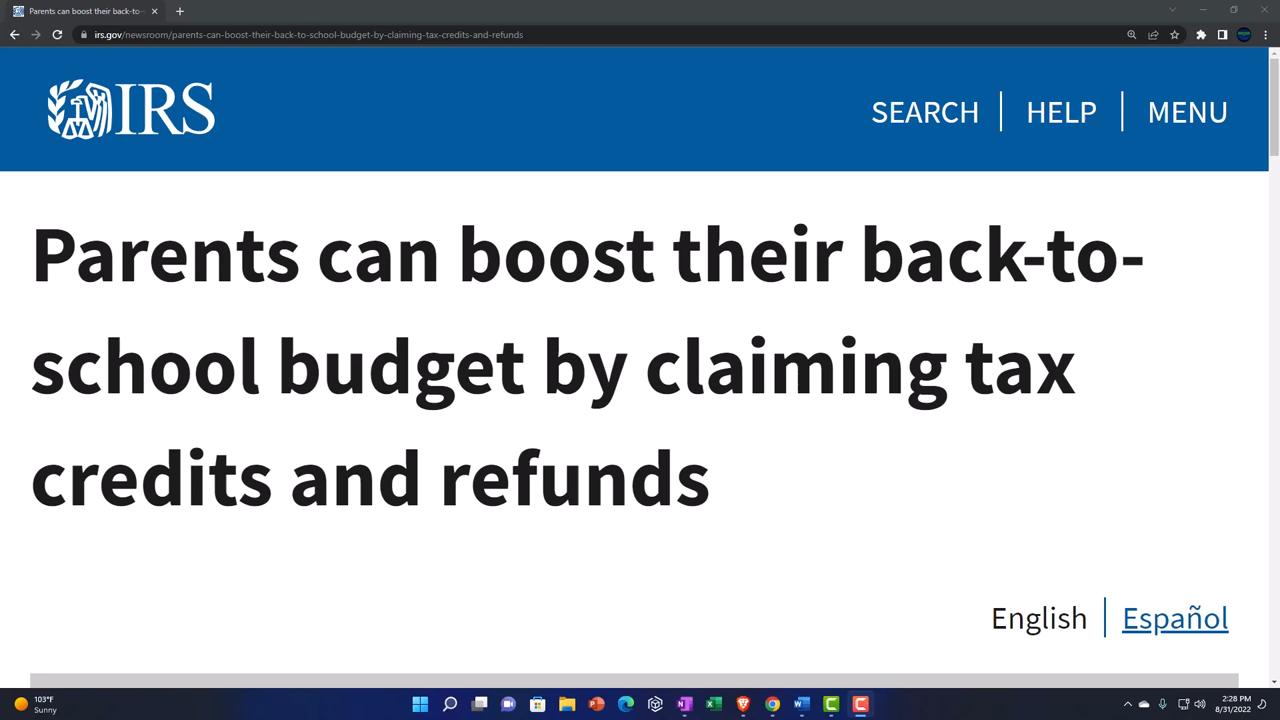 Parents can boost their back-to-
irs.gov/newsroom/parents-can-boost-their-back-to-school-budget-by-claiming-tax-credits-and-refunds
IRS
SEARCH | HELP | MENU
Parents can boost their back-to-
school budget by claiming tax
credits and refunds
English | Español
103°F
Sunny
2:28 PM
8/31/2022